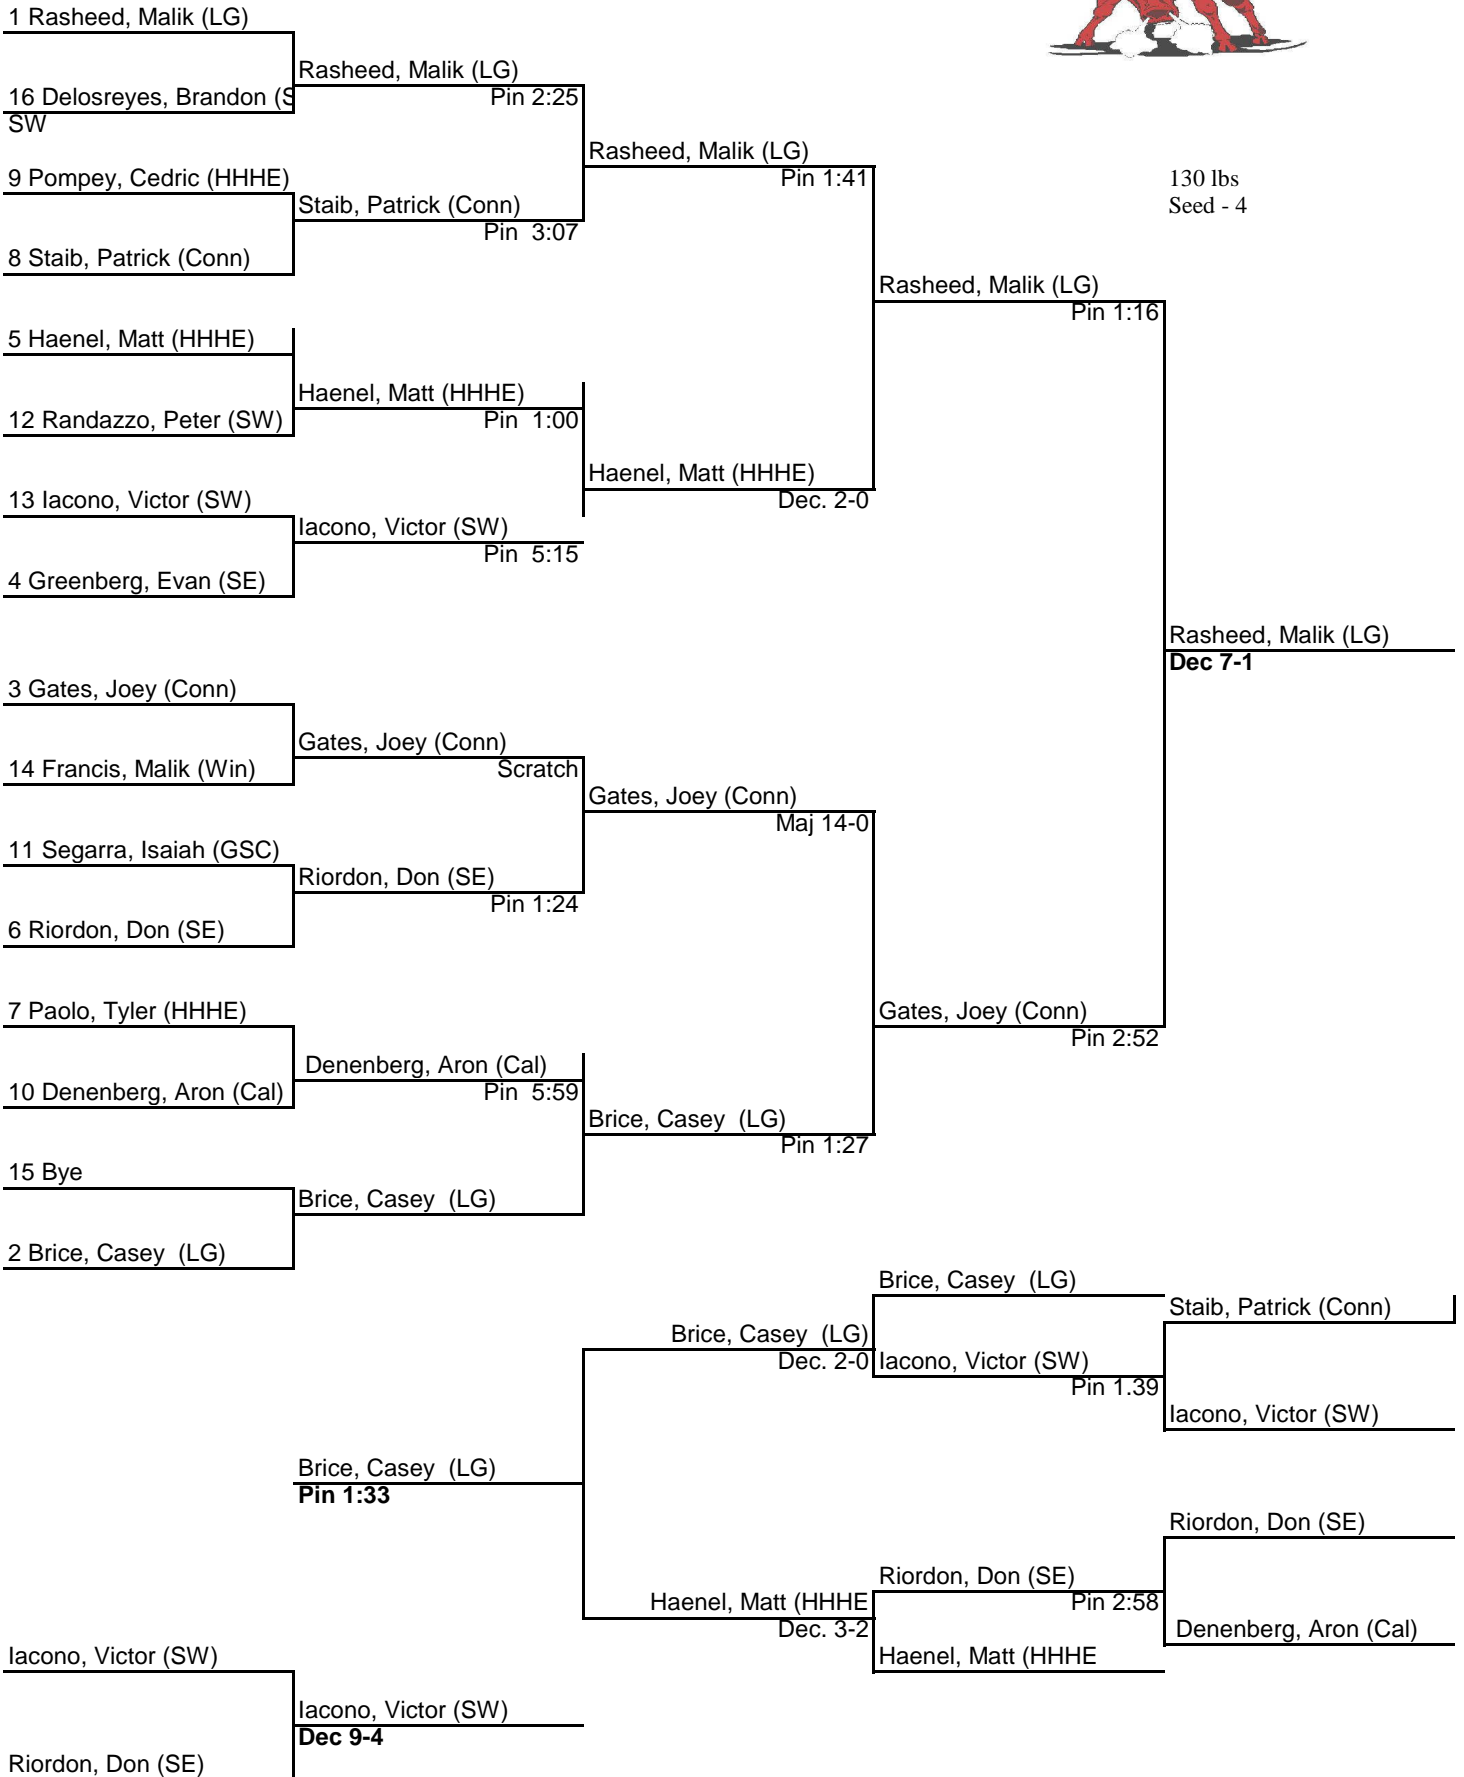 1 Rasheed, Malik (LG)
Rasheed, Malik (LG)
Pin 2:25
16 Delosreyes, Brandon (S
SW
Rasheed, Malik (LG)
Pin 1:41
9 Pompey, Cedric (HHHE)
130 lbs
Seed - 4
Staib, Patrick (Conn)
Pin 3:07
8 Staib, Patrick (Conn)
Rasheed, Malik (LG)
Pin 1:16
5 Haenel, Matt (HHHE)
Haenel, Matt (HHHE)
Pin 1:00
12 Randazzo, Peter (SW)
Haenel, Matt (HHHE)
Dec. 2-0
13 Iacono, Victor (SW)
Iacono, Victor (SW)
Pin 5:15
4 Greenberg, Evan (SE)
Rasheed, Malik (LG)
Dec 7-1
3 Gates, Joey (Conn)
Gates, Joey (Conn)
Scratch
14 Francis, Malik (Win)
Gates, Joey (Conn)
Maj 14-0
11 Segarra, Isaiah (GSC)
Riordon, Don (SE)
Pin 1:24
6 Riordon, Don (SE)
7 Paolo, Tyler (HHHE)
Gates, Joey (Conn)
Pin 2:52
Denenberg, Aron (Cal)
Pin 5:59
10 Denenberg, Aron (Cal)
Brice, Casey (LG)
Pin 1:27
15 Bye
Brice, Casey (LG)
2 Brice, Casey (LG)
Brice, Casey (LG)
Staib, Patrick (Conn)
Brice, Casey (LG)
Dec. 2-0
Iacono, Victor (SW)
Pin 1.39
Iacono, Victor (SW)
Brice, Casey (LG)
Pin 1:33
Riordon, Don (SE)
Riordon, Don (SE)
Pin 2:58
Haenel, Matt (HHHE
Dec. 3-2
Denenberg, Aron (Cal)
Haenel, Matt (HHHE
Iacono, Victor (SW)
Iacono, Victor (SW)
Dec 9-4
Riordon, Don (SE)